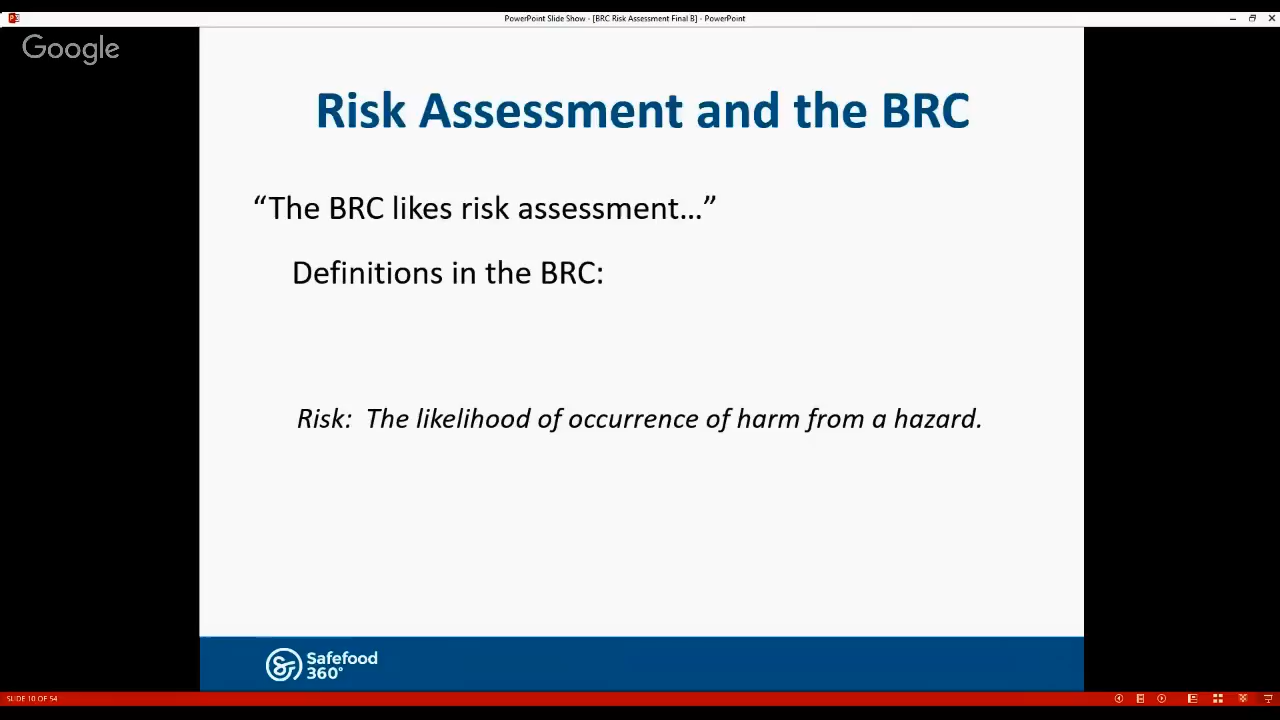 PowerPoint Slide Show - [BRC Risk Assessment Final B] - PowerPoint
Google
Risk Assessment and the BRC
“The BRC likes risk assessment...”
Definitions in the BRC:
Risk: The likelihood of occurrence of harm from a hazard.
Safefood
360°
SLIDE 10 OF 54